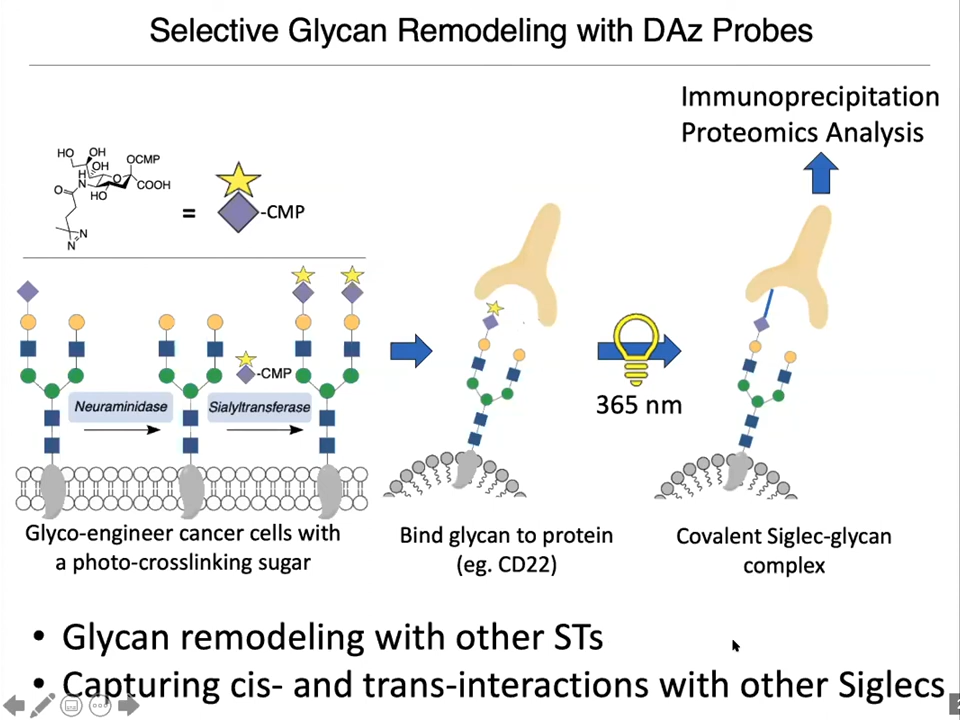 Selective Glycan Remodeling with DAz Probes
Immunoprecipitation
Proteomics Analysis
HO OH
OH OCMP
H
N O COOH
O HO
N
N
= -CMP
-CMP
Neuraminidase
Sialyltransferase
365 nm
Glyco-engineer cancer cells with
a photo-crosslinking sugar
Bind glycan to protein
(eg. CD22)
Covalent Siglec-glycan
complex
• Glycan remodeling with other STs
• Capturing cis- and trans-interactions with other Siglecs